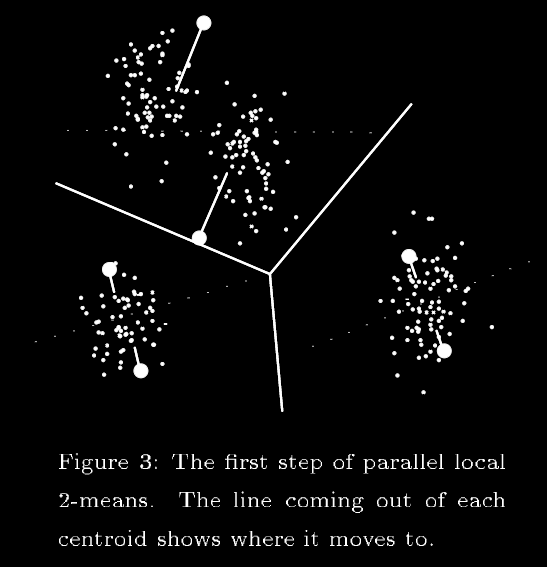 Figure 3: The first step of parallel local
2-means. The line coming out of each
centroid shows where it moves to.